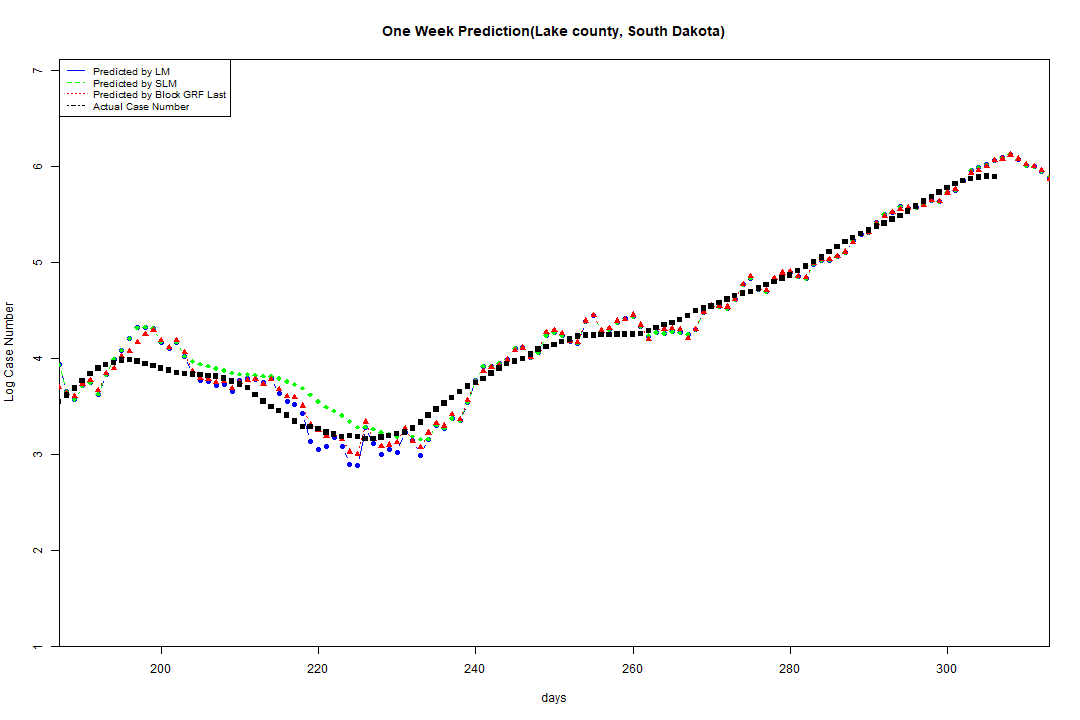 One Week Prediction(Lake county, South Dakota)
Predicted by LM
Predicted by SLM
Predicted by Block GRF Last
Actual Case Number
7
6
5
4
3
2
1
Log Case Number
200 220 240 260 280 300
days